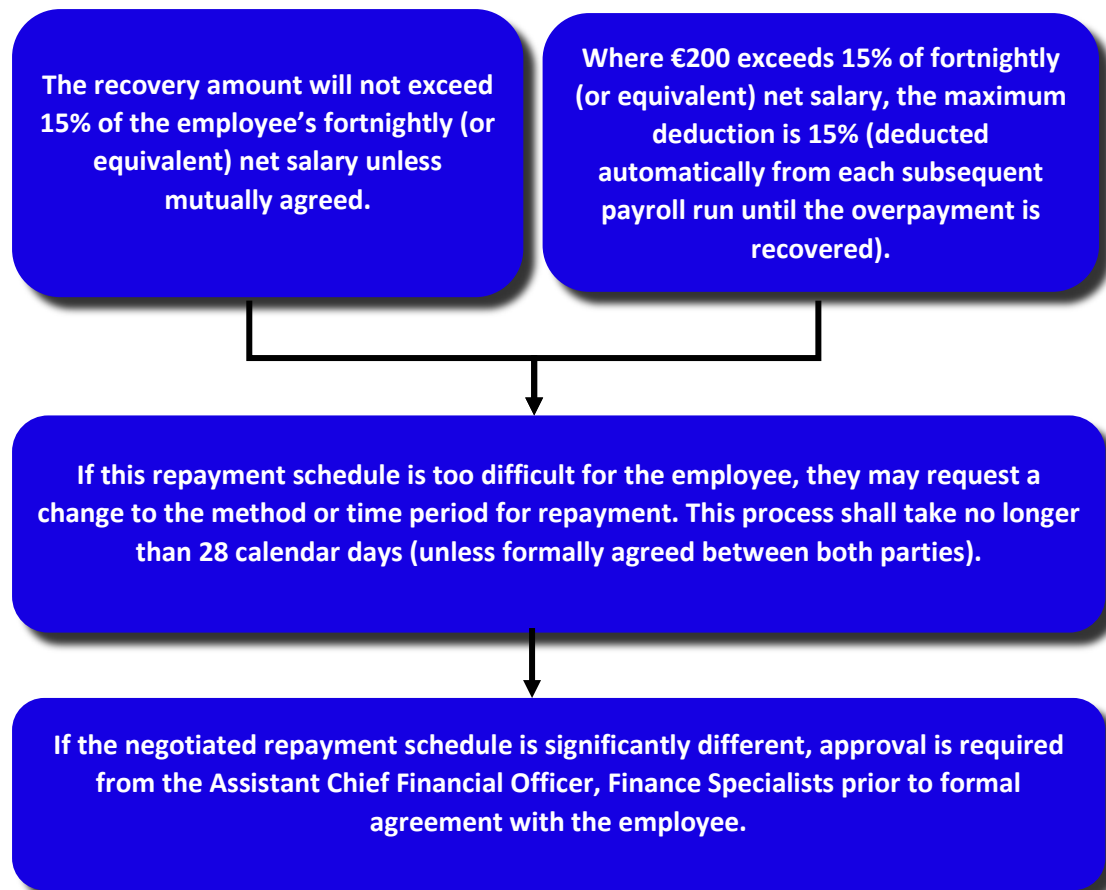 The recovery amount will not exceed
15% of the employee’s fortnightly (or
equivalent) net salary unless
mutually agreed.
Where €200 exceeds 15% of fortnightly
(or equivalent) net salary, the maximum
deduction is 15% (deducted
automatically from each subsequent
payroll run until the overpayment is
recovered).
If this repayment schedule is too difficult for the employee, they may request a
change to the method or time period for repayment. This process shall take no longer
than 28 calendar days (unless formally agreed between both parties).
If the negotiated repayment schedule is significantly different, approval is required
from the Assistant Chief Financial Officer, Finance Specialists prior to formal
agreement with the employee.